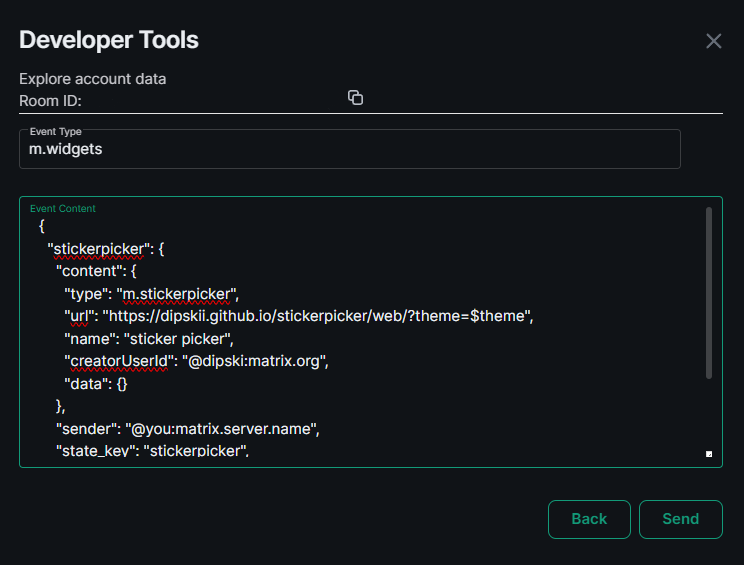 Developer Tools
Explore account data
Room ID:
Event Type
m.widgets
Event Content
{
"stickerpicker": {
"content": {
"type": "m.stickerpicker",
"url": "https://dipskii.github.io/stickerpicker/web/?theme=$theme",
"name": "sticker picker",
"creatorUserId": "@dipski:matrix.org",
"data": {}
},
"sender": "@you:matrix.server.name",
"state_key": "stickerpicker",
Back Send